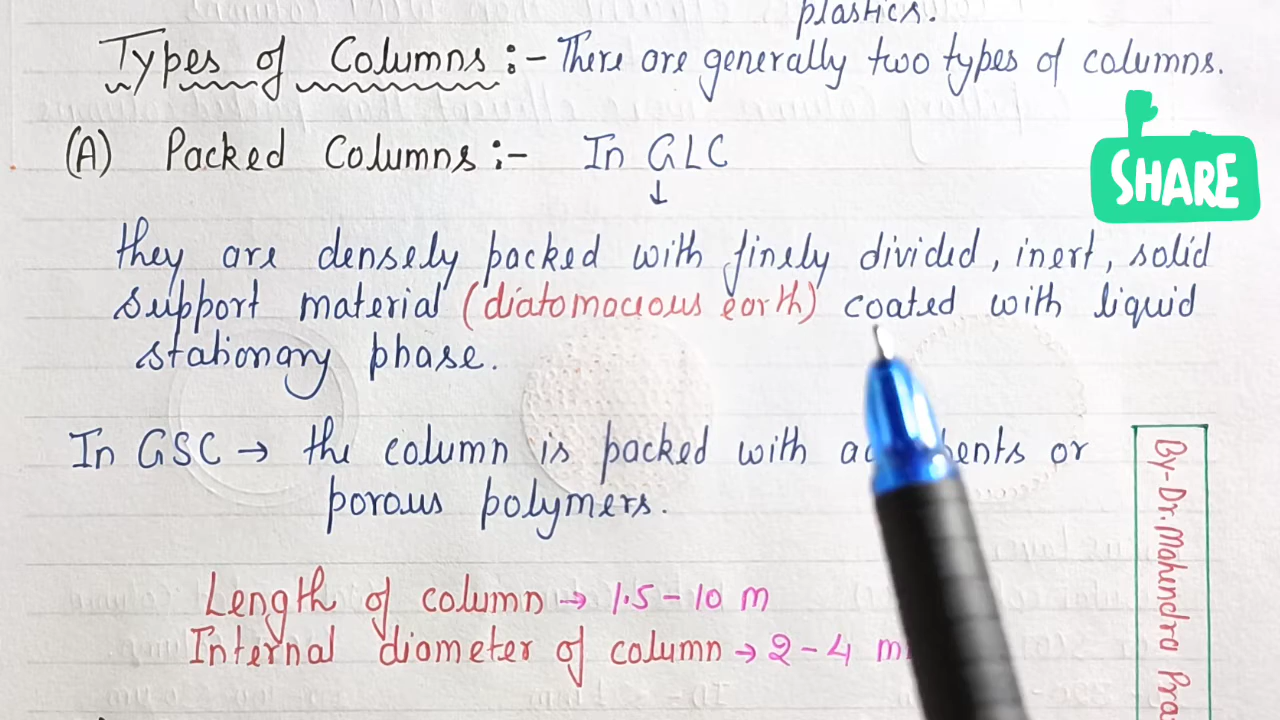 plastics.
Types of Columns :- There are generally two types of columns.
(A) Packed Columns :- In GLC
↓
they are densely packed with finely divided, inert, solid
support material (diatomacious earth) coated with liquid
stationary phase.
In GSC → the column is packed with or
porous polymers.
Length of column → 1.5 - 10 m
Internal diameter of column → 2 - 4
SHARE
By - Dr. Mahendra